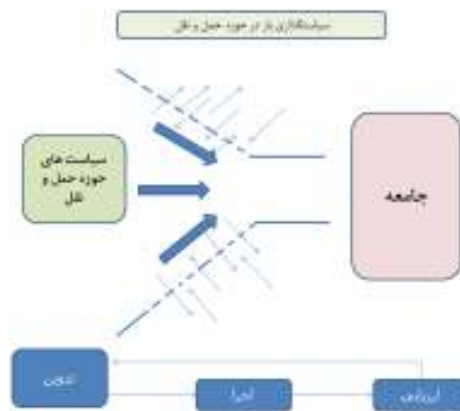 سیاستگذاری باز در حوزه حمل و نقل
سیاست های
حوزه حمل و
نقل
جامعه
تدوین
اجرا
ارزیابی